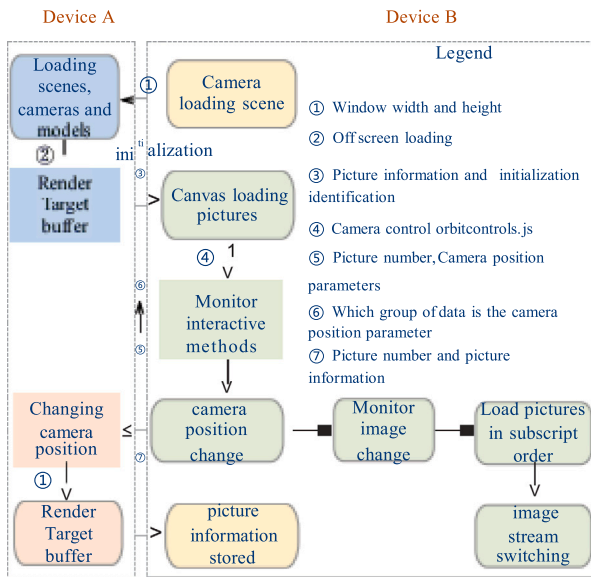 Device A
Device B
Legend
Loading
scenes,
cameras and
models
①
Camera
loading scene
②
initialization
③
Render
Target
buffer
>
Canvas loading
pictures
④
1
⑥
Monitor
interactive
methods
⑤
Changing
camera
position
≤
camera
position
change
⑦
Monitor
image
change
Load pictures
in subscript
order
①
Render
Target
buffer
>
picture
information
stored
image
stream
switching
① Window width and height
② Off screen loading
③ Picture information and initialization
identification
④ Camera control orbitcontrols.js
⑤ Picture number,Camera position
parameters
⑥ Which group of data is the camera
position parameter
⑦ Picture number and picture
information